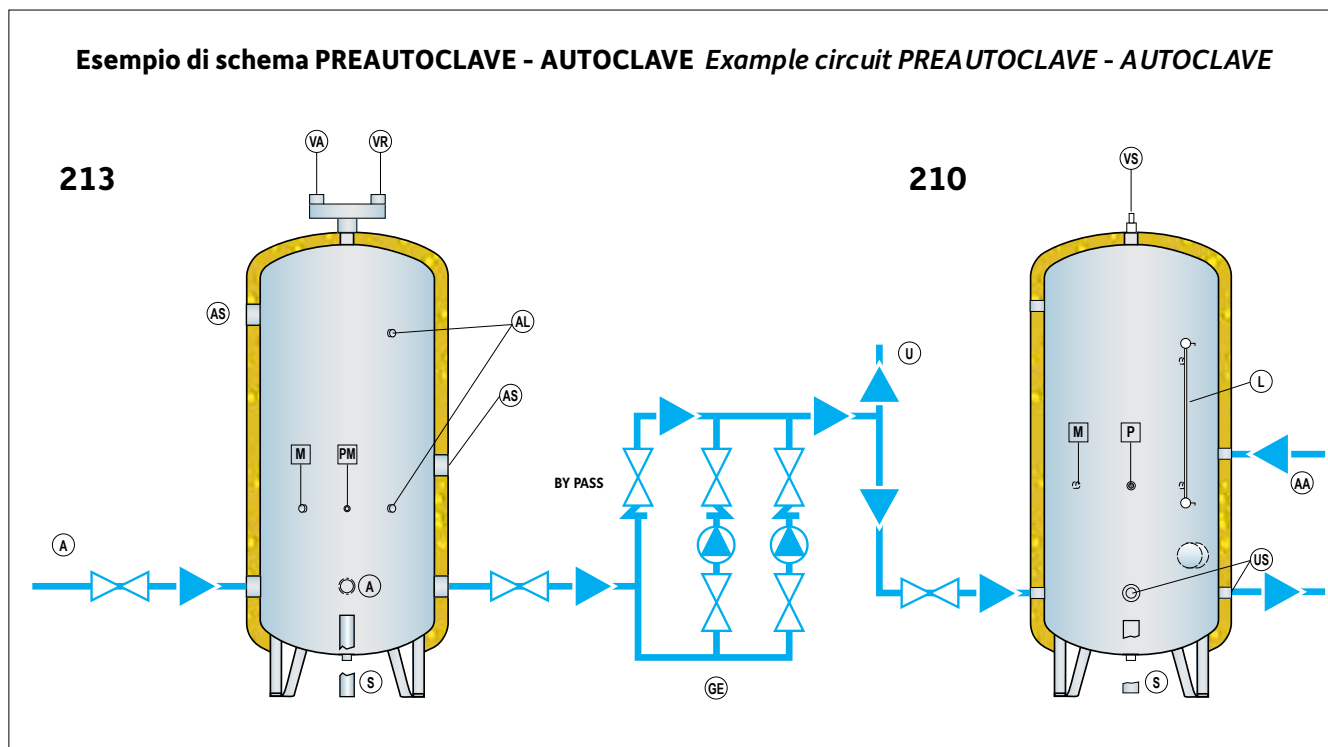 Esempio di schema PREAUTOCLAVE - AUTOCLAVE Example circuit PREAUTOCLAVE - AUTOCLAVE
VA VR
VS
213
210
AS
AL
U
L
AS
M PM
M P
BY PASS
AA
A
US
A
S
GE
S